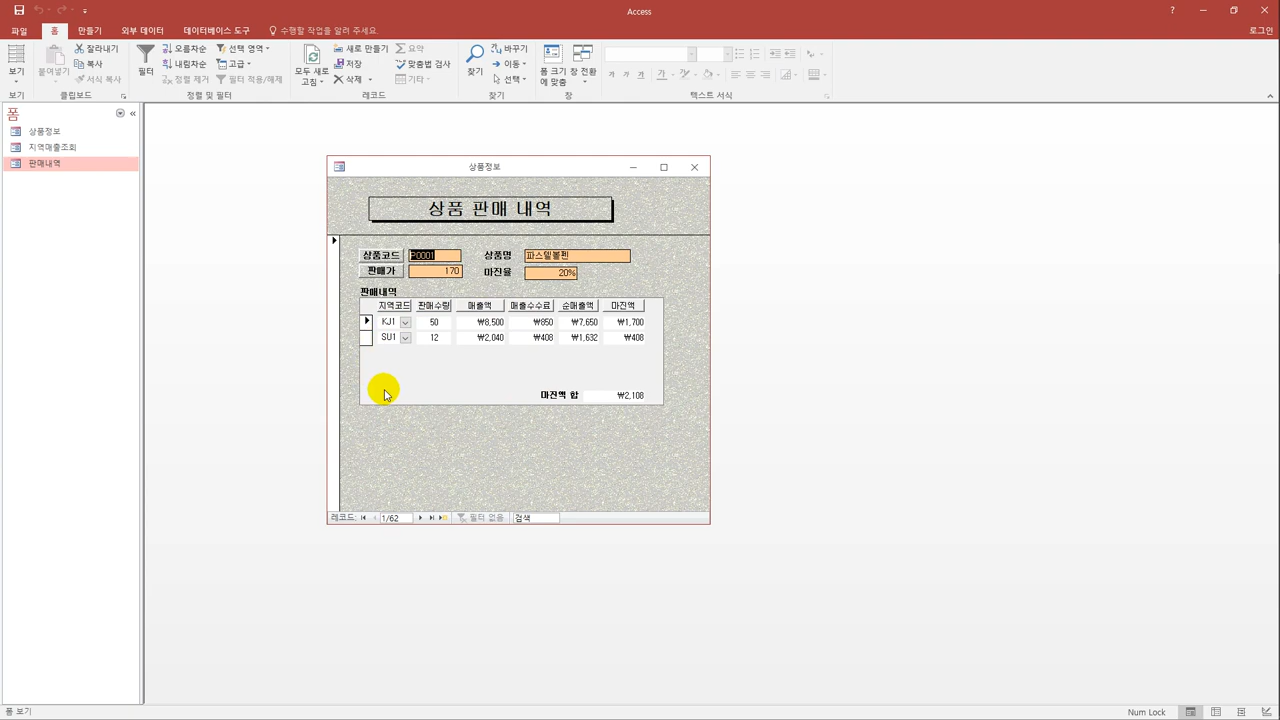 Access
로그인
파일 홈 만들기 외부 데이터 데이터베이스 도구 수행할 작업을 알려 주세요.
보기
붙여넣기
잘라내기
복사
서식 복사
필터
오름차순
내림차순
정렬 제거
선택 영역
고급
필터 적용/해제
모두 새로 고침
새로 만들기
저장
삭제
요약
맞춤법 검사
기타
찾기
바꾸기
이동
선택
폼 크기에 맞춤
창 전환
보기 클립보드 정렬 및 필터 레코드 찾기 창 텍스트 서식
폼
상품정보
지역매출조회
판매내역
상품정보
상품 판매 내역
상품코드 P0001 상품명 파스텔볼펜
판매가 170 마진율 20%
판매내역
지역코드 판매수량 매출액 매출수수료 순매출액 마진액
KJ1 50 ₩8,500 ₩850 ₩7,650 ₩1,700
SU1 12 ₩2,040 ₩408 ₩1,632 ₩408
마진액 합 ₩2,108
레코드: 1/62 필터 없음 검색
폼 보기 Num Lock